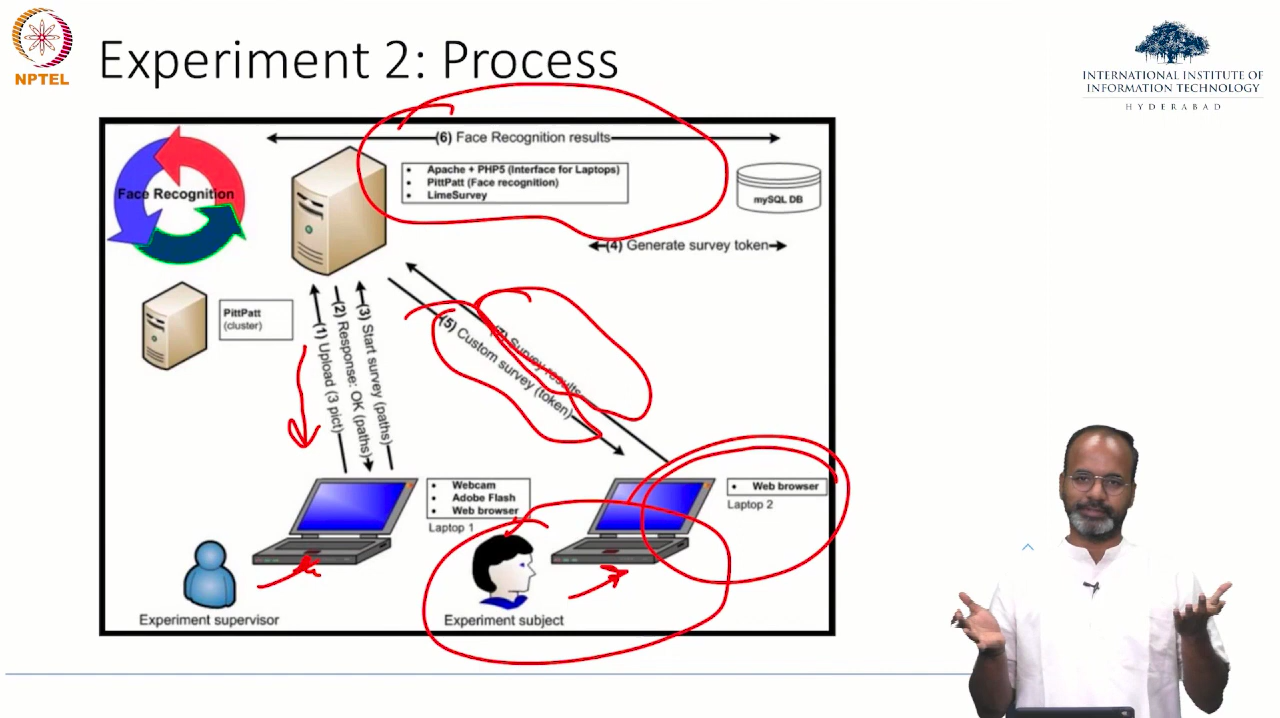 NPTEL
Experiment 2: Process
INTERNATIONAL INSTITUTE OF
INFORMATION TECHNOLOGY
HYDERABAD
(6) Face Recognition results
Face Recognition
• Apache + PHP5 (Interface for Laptops)
• PittPatt (Face recognition)
• LimeSurvey
mySQL DB
(4) Generate survey token
PittPatt
(cluster)
(1) Upload (3 pict)
(2) Response: OK (paths)
(3) Start survey (paths)
(5) Custom survey (token)
(7) Survey results
• Webcam
• Adobe Flash
• Web browser
Laptop 1
• Web browser
Laptop 2
Experiment supervisor
Experiment subject